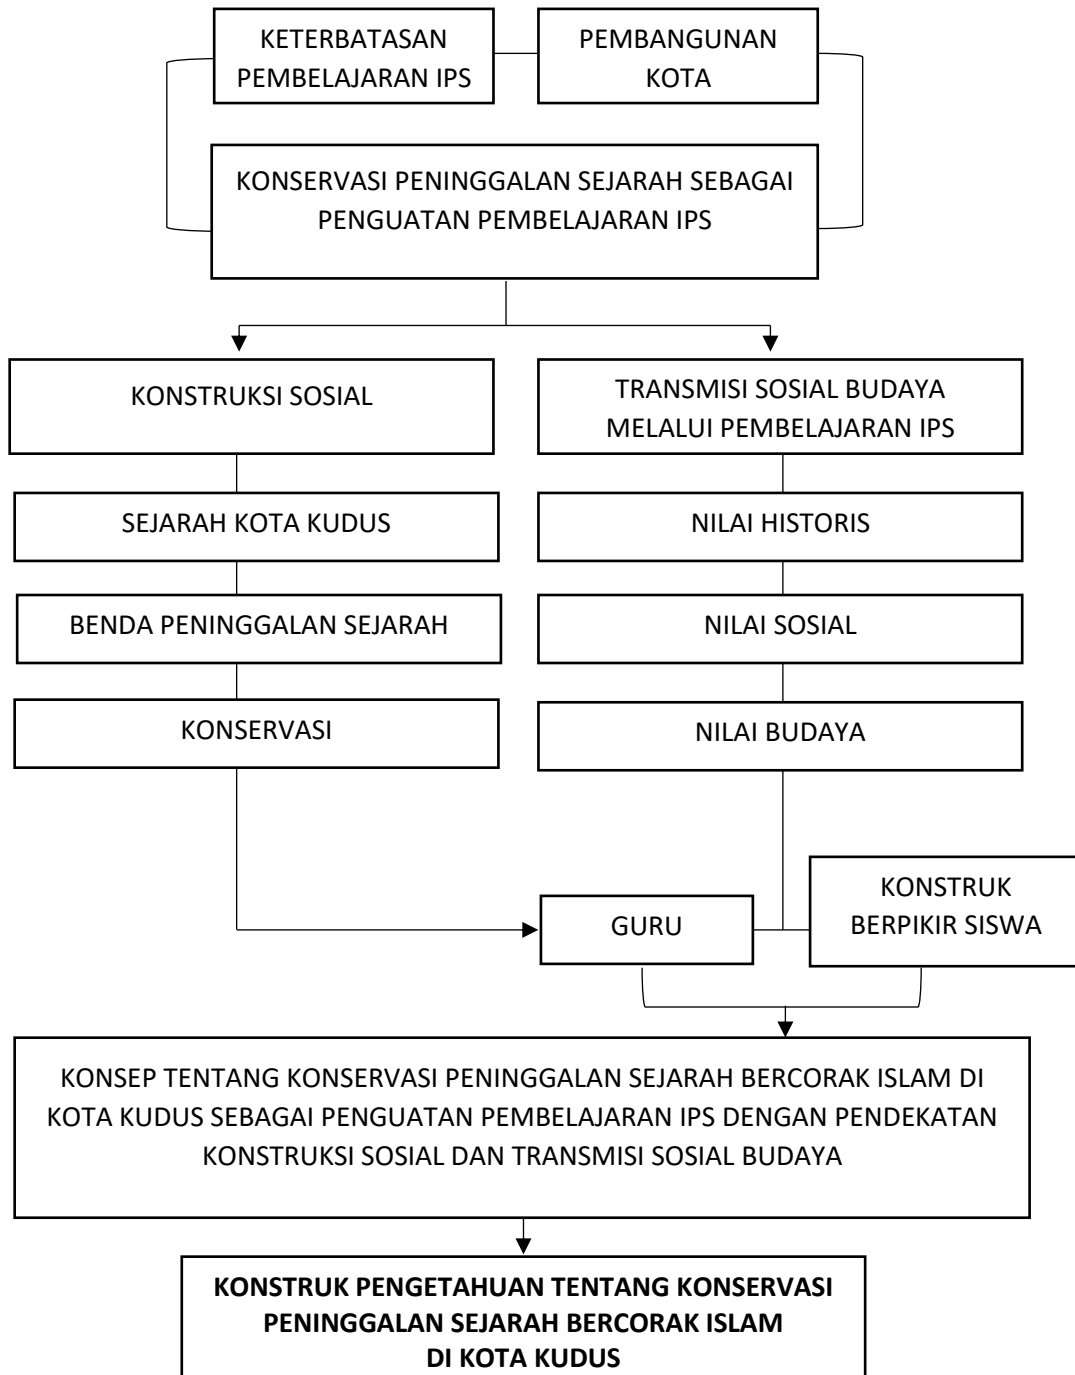 KETERBATASAN
PEMBELAJARAN IPS
PEMBANGUNAN
KOTA
KONSERVASI PENINGGALAN SEJARAH SEBAGAI
PENGUATAN PEMBELAJARAN IPS
KONSTRUKSI SOSIAL
TRANSMISI SOSIAL BUDAYA
MELALUI PEMBELAJARAN IPS
SEJARAH KOTA KUDUS
NILAI HISTORIS
BENDA PENINGGALAN SEJARAH
NILAI SOSIAL
KONSERVASI
NILAI BUDAYA
GURU
KONSTRUK
BERPIKIR SISWA
KONSEP TENTANG KONSERVASI PENINGGALAN SEJARAH BERCORAK ISLAM DI
KOTA KUDUS SEBAGAI PENGUATAN PEMBELAJARAN IPS DENGAN PENDEKATAN
KONSTRUKSI SOSIAL DAN TRANSMISI SOSIAL BUDAYA
KONSTRUK PENGETAHUAN TENTANG KONSERVASI
PENINGGALAN SEJARAH BERCORAK ISLAM
DI KOTA KUDUS